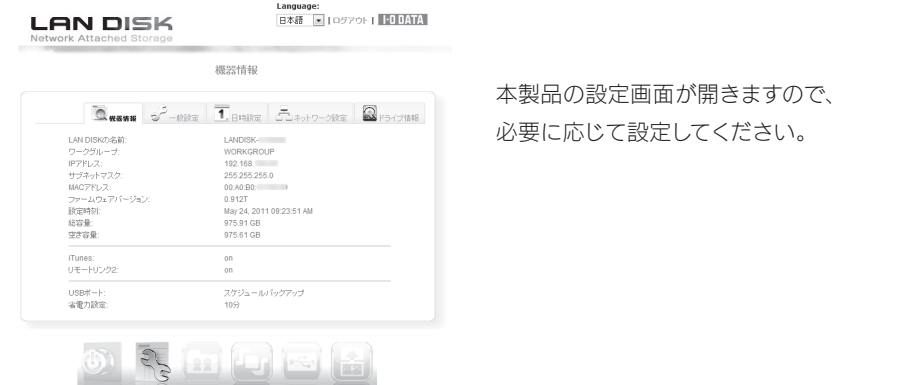 Language:
日本語 | ログアウト | I-O DATA
LAN DISK
Network Attached Storage
機器情報
機器情報 一般設定 1 日時設定 ネットワーク設定 ドライブ情報
LAN DISKの名前: LANDISK-
ワークグループ: WORKGROUP
IPアドレス: 192.168.
サブネットマスク: 255.255.255.0
MACアドレス: 00:A0:B0:
ファームウェアバージョン: 0.912T
設定時刻: May 24, 2011 09:23:51 AM
総容量: 975.91 GB
空き容量: 975.61 GB
iTunes: on
リモートリンク2: on
USBポート: スケジュールバックアップ
省電力設定: 10分
本製品の設定画面が開きますので、
必要に応じて設定してください。